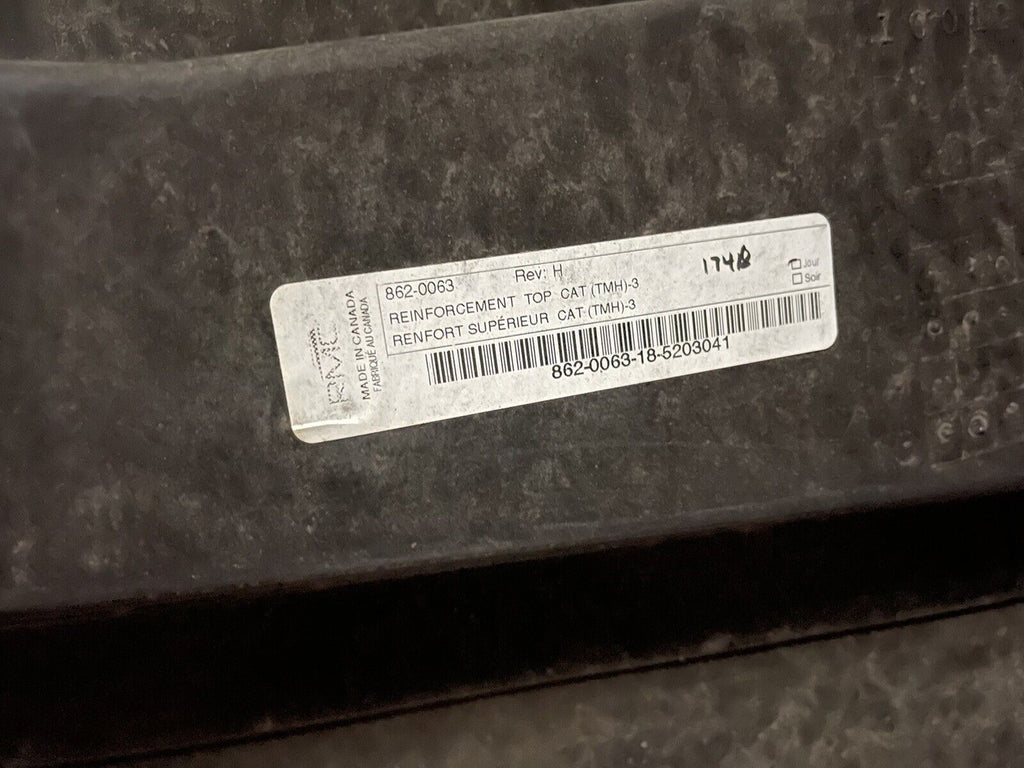 862-0063 Rev: H
REINFORCEMENT TOP CAT (TMH)-3
RENFORT SUPÉRIEUR CAT (TMH)-3
Jour
Soir
RMC
MADE IN CANADA
FABRIQUÉ AU CANADA
862-0063-18-5203041